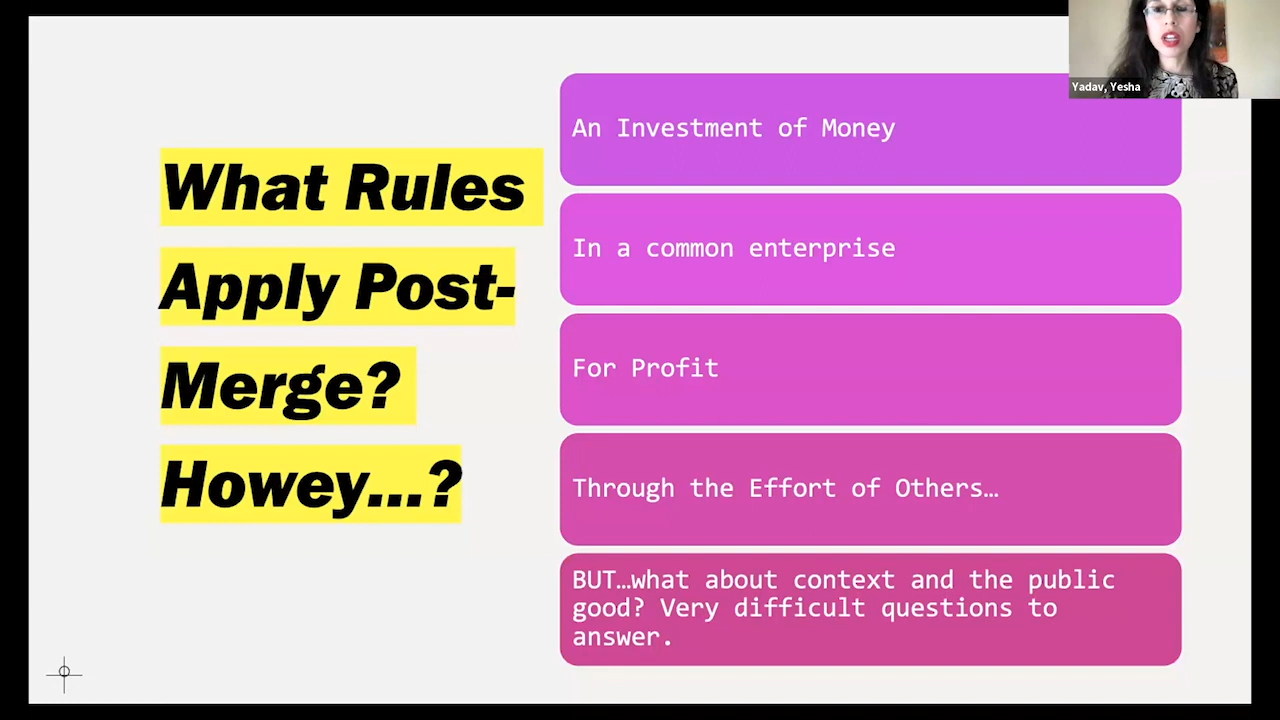 What Rules
Apply Post-
Merge?
Howey...?
An Investment of Money
In a common enterprise
For Profit
Through the Effort of Others…
BUT…what about context and the public
good? Very difficult questions to
answer.
Yadav, Yesha